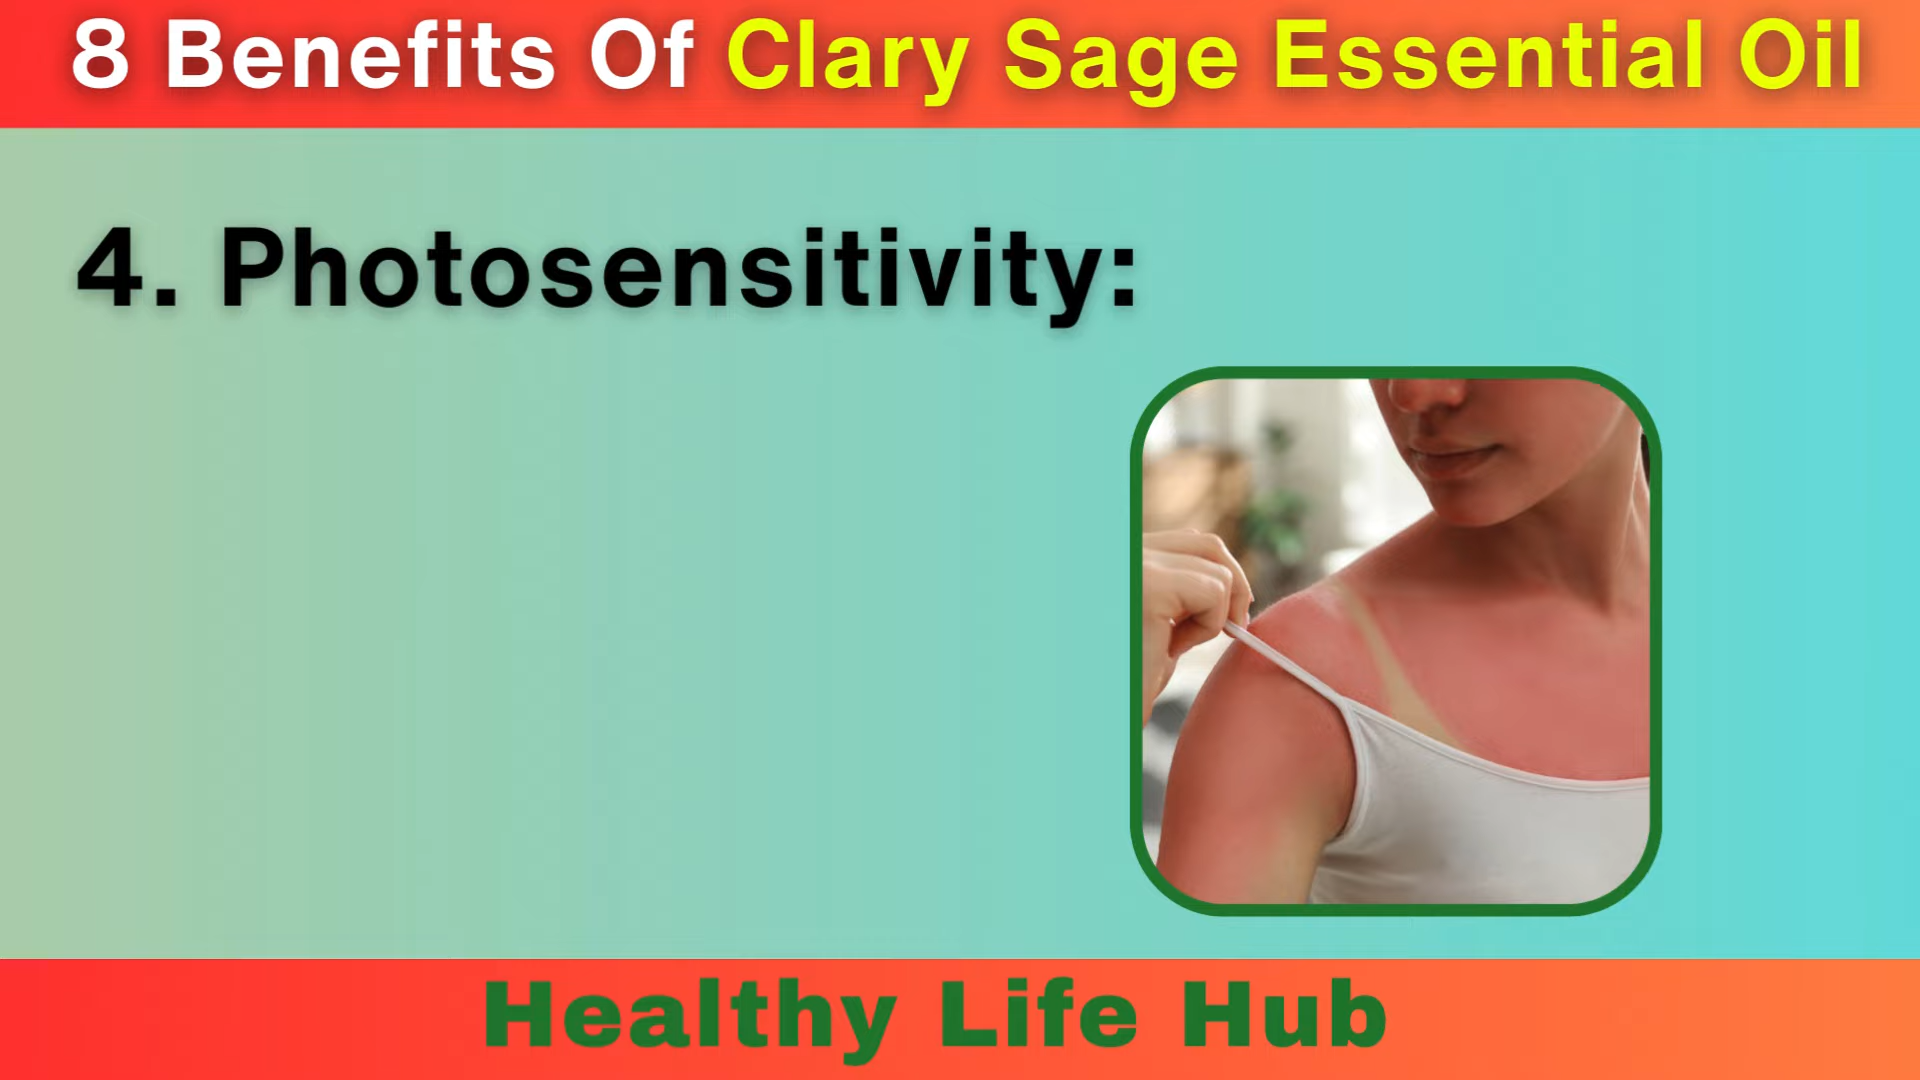 8 Benefits Of Clary Sage Essential Oil
4. Photosensitivity:
Healthy Life Hub